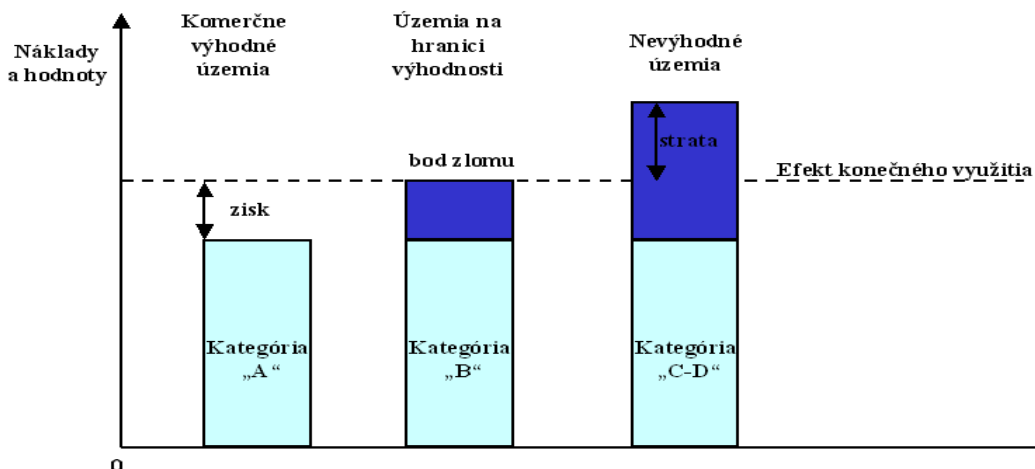 Náklady
a hodnoty
Komerčne
výhodné
územia
Územia na
hranici
výhodnosti
Nevýhodné
územia
strata
bod zlomu
Efekt konečného využitia
zisk
Kategória
„A“
Kategória
„B“
Kategória
„C-D“
0